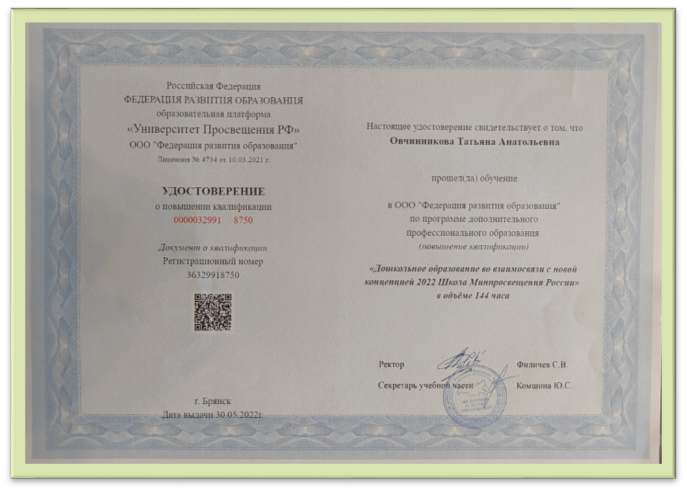 Российская Федерация
ФЕДЕРАЦИЯ РАЗВИТИЯ ОБРАЗОВАНИЯ
образовательная платформа
«Университет Просвещения РФ»
ООО "Федерация развития образования"
Лицензия № 4734 от 10.03.2021 г.
УДОСТОВЕРЕНИЕ
о повышении квалификации
0000032991 8750
Документ о квалификации
Регистрационный номер
36329918750
г. Брянск
Дата выдачи 30.05.2022г.
Настоящее удостоверение свидетельствует о том, что
Овчинникова Татьяна Анатольевна
прошел(ла) обучение
в ООО "Федерация развития образования"
по программе дополнительного
профессионального образования
(повышение квалификации)
«Дошкольное образование во взаимосвязи с новой
концепцией 2022 Школа Минпросвещения России»
в объёме 144 часа
Ректор Филичев С.В.
Секретарь учебной части Комшина Ю.С.